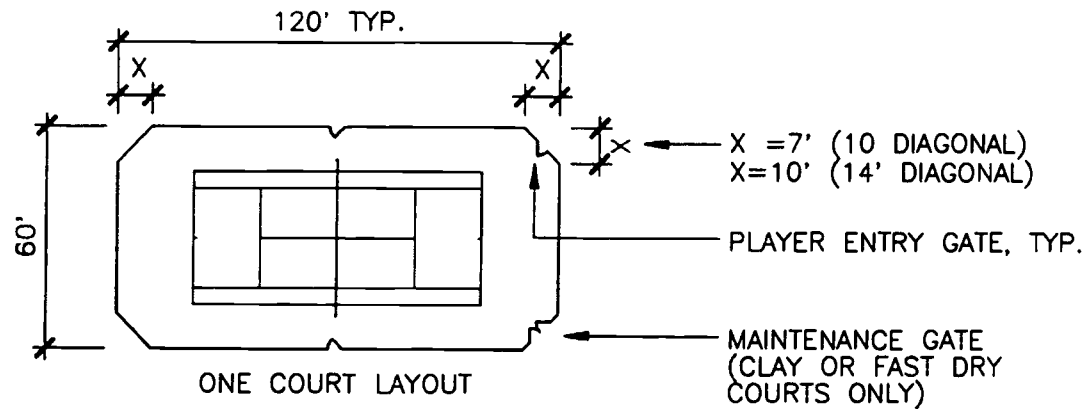 120' TYP.
X
X
X
X =7' (10 DIAGONAL)
X=10' (14' DIAGONAL)
60'
PLAYER ENTRY GATE, TYP.
MAINTENANCE GATE
(CLAY OR FAST DRY
COURTS ONLY)
ONE COURT LAYOUT